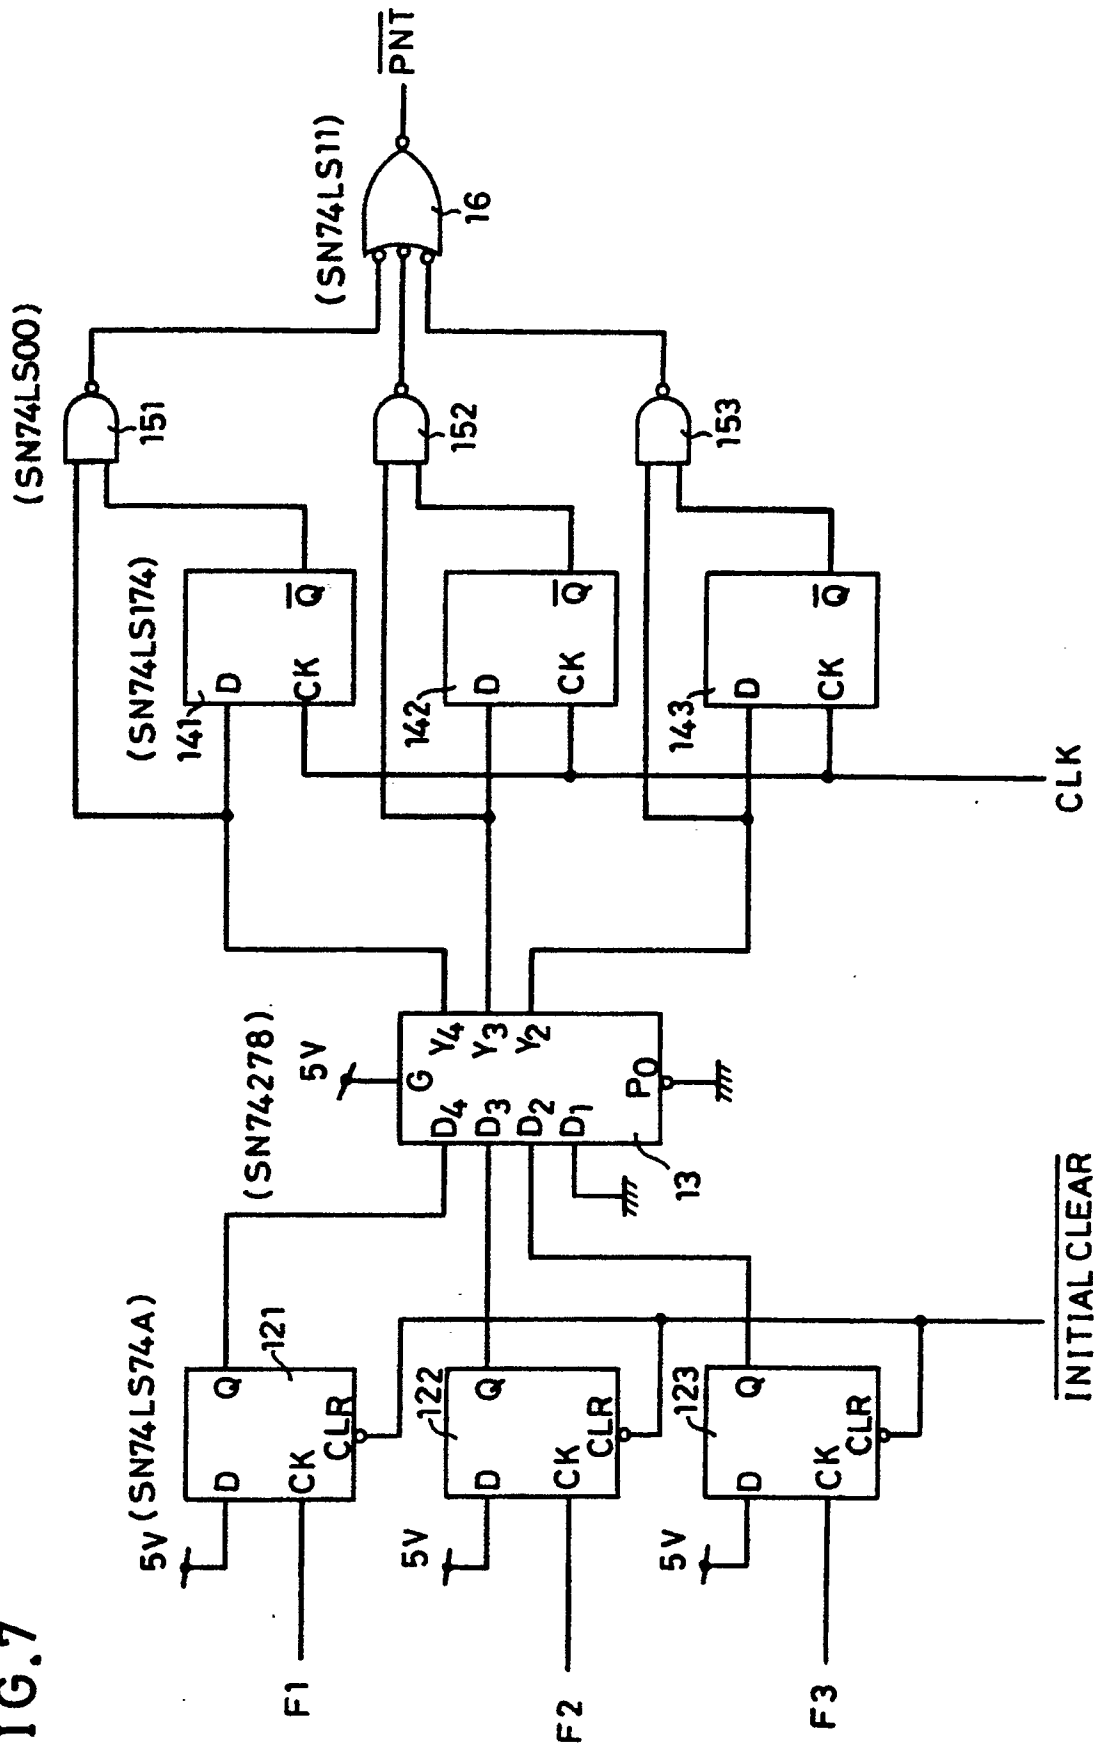 IG.7
F1
F2
F3
5V
(SN74LS74A)
D
Q
CK
CLR
121
5V
D
Q
CK
CLR
122
5V
D
Q
CK
CLR
123
INITIAL CLEAR
(SN74278)
5V
G
D4
D3
D2
D1
Y4
Y3
Y2
P0
13
(SN74LS174)
141
D
CK
Q
142
D
CK
Q
143
D
CK
Q
CLK
(SN74LS00)
151
152
153
(SN74LS11)
16
PNT